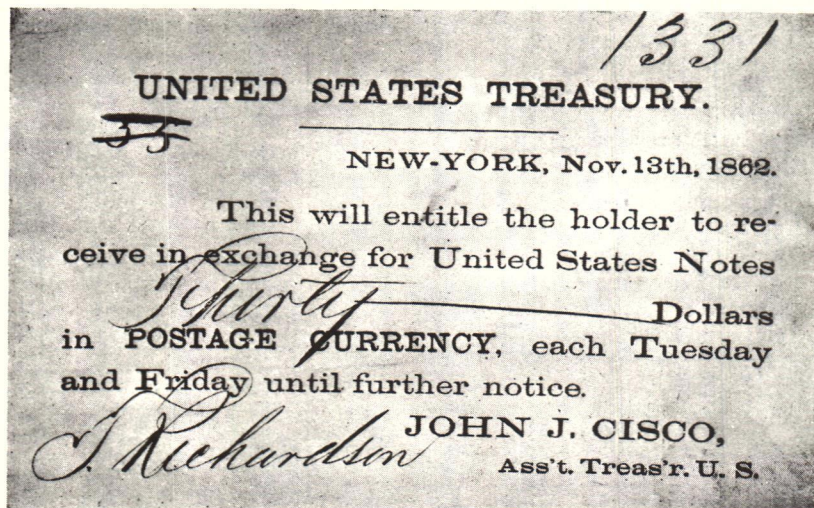 1331
UNITED STATES TREASURY.
NEW-YORK, Nov. 13th, 1862.
This will entitle the holder to re-
ceive in exchange for United States Notes
Thirty Dollars
in POSTAGE CURRENCY, each Tuesday
and Friday until further notice.
JOHN J. CISCO,
J. Richardson
Ass't. Treas'r. U. S.